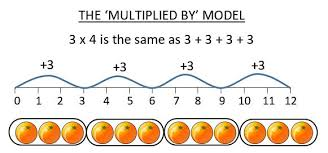 THE ‘MULTIPLIED BY’ MODEL
3 x 4 is the same as 3 + 3 + 3 + 3
+3 +3 +3 +3
0 1 2 3 4 5 6 7 8 9 10 11 12